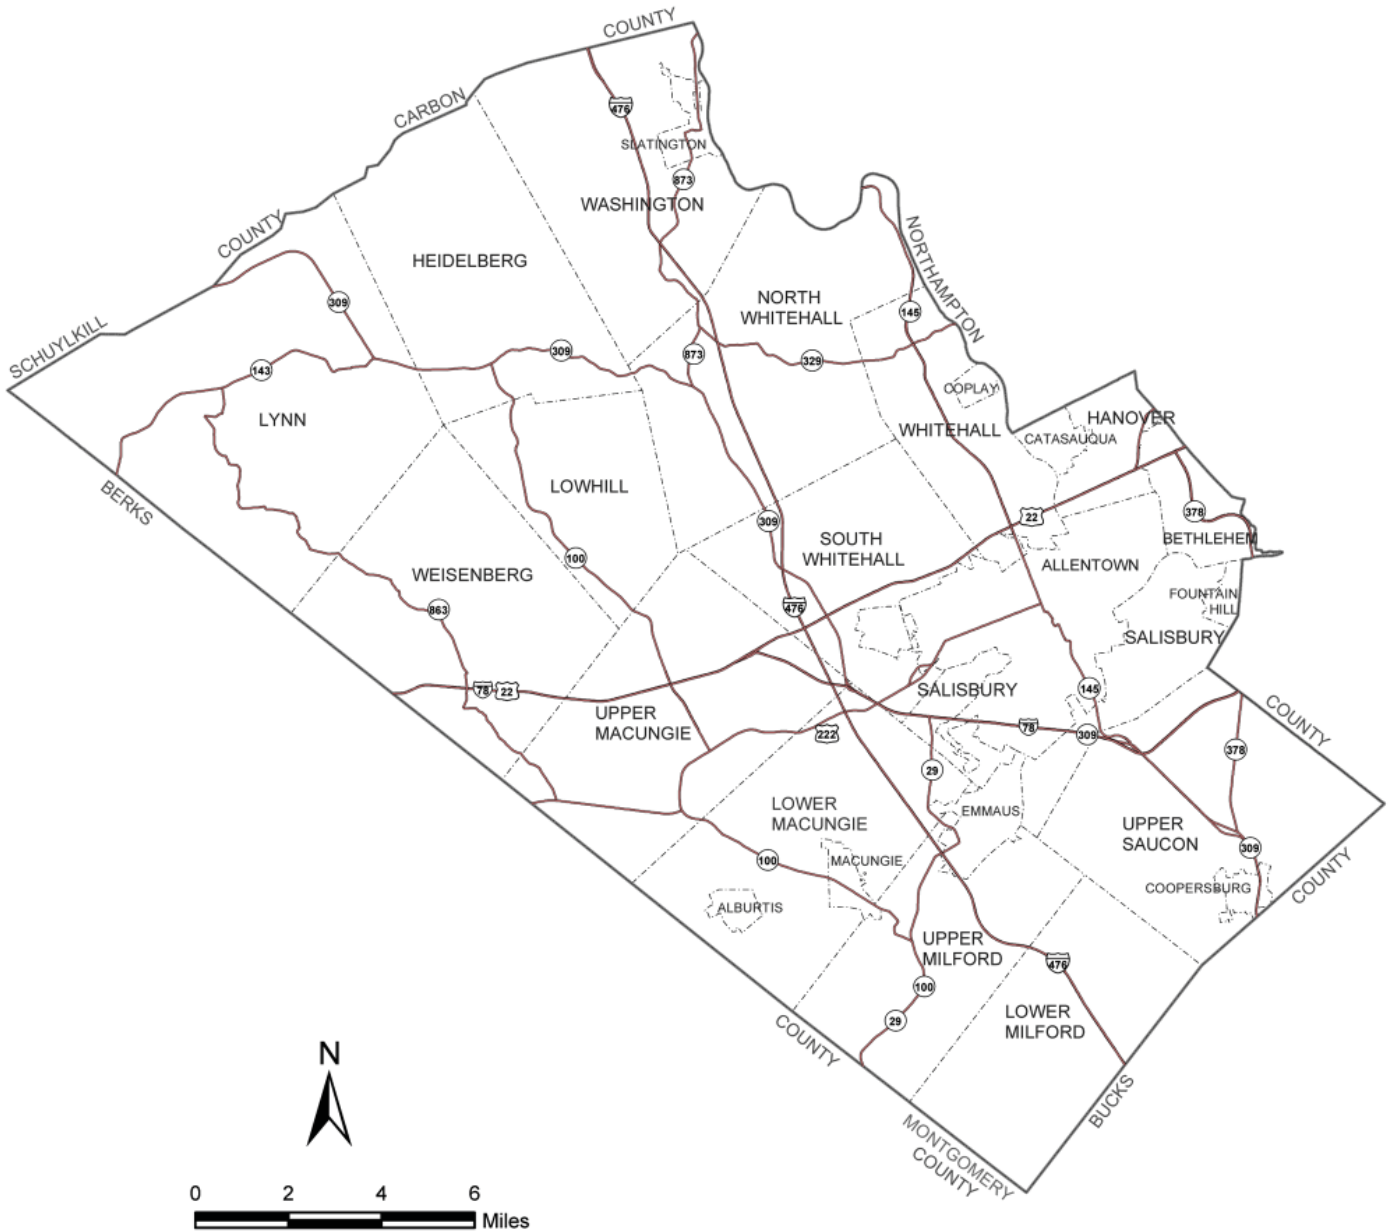 COUNTY
CARBON
476
SLATINGTON
873
WASHINGTON
COUNTY
NORTHAMPTON
HEIDELBERG
309
NORTH
WHITEHALL
145
SCHUYLKILL
143
309
873
329
COPLAY
LYNN
HANOVER
WHITEHALL
CATASAUQUA
BERKS
LOWHILL
309
22
378
SOUTH
WHITEHALL
BETHLEHEM
100
ALLENTOWN
WEISENBERG
FOUNTAIN
HILL
863
476
SALISBURY
78
22
SALISBURY
145
UPPER
MACUNGIE
222
78
309
COUNTY
378
29
LOWER
MACUNGIE
EMMAUS
UPPER
SAUCON
309
100
MACUNGIE
COOPERSBURG
COUNTY
ALBURTIS
UPPER
MILFORD
476
100
29
LOWER
MILFORD
COUNTY
BUCKS
MONTGOMERY
COUNTY
N
0 2 4 6
Miles